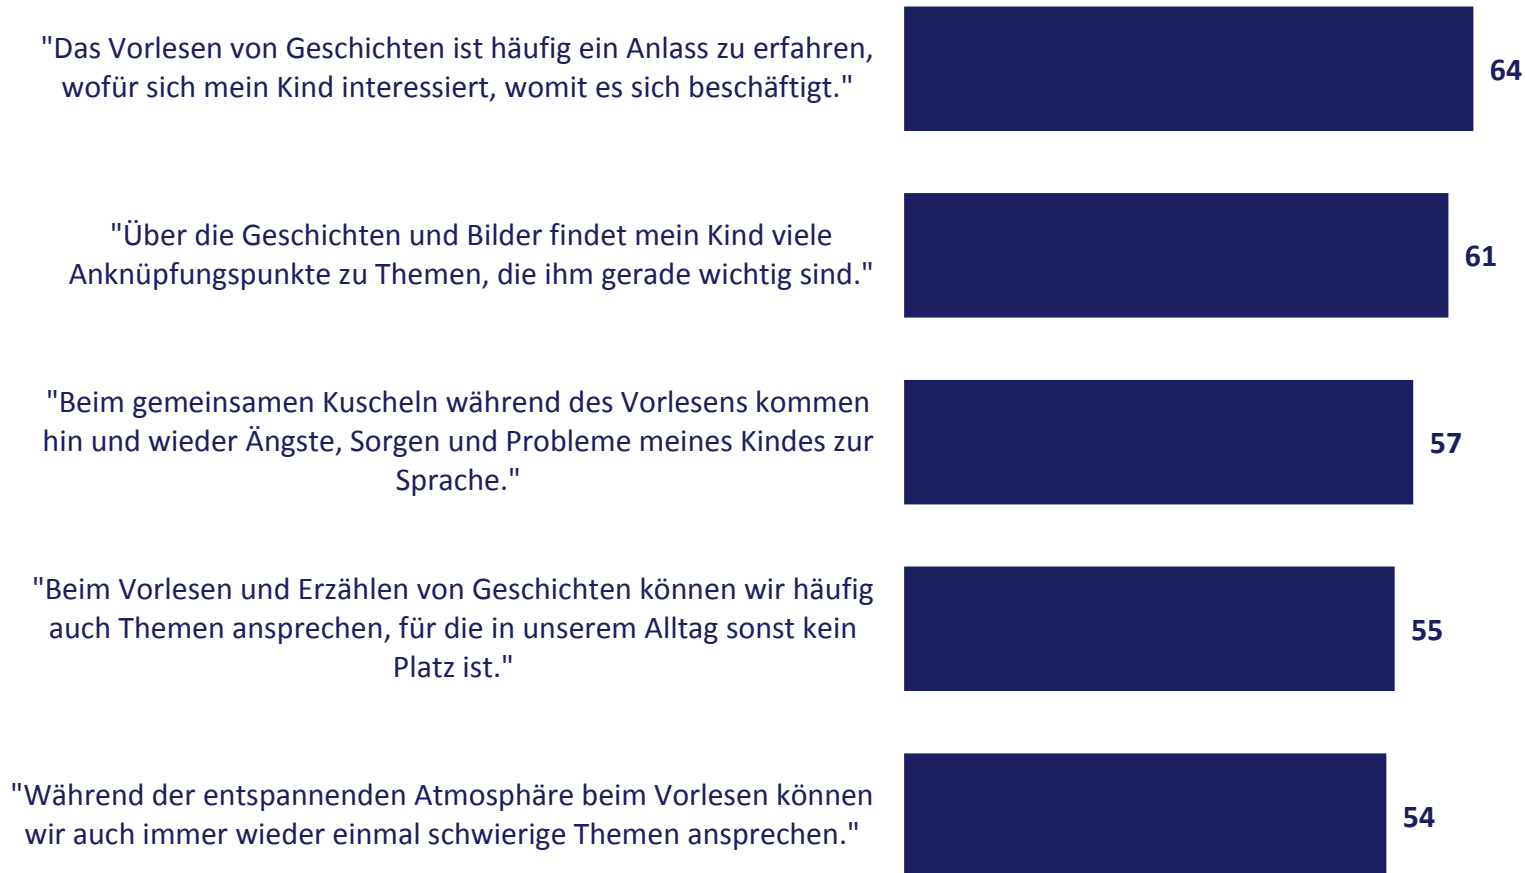 "Das Vorlesen von Geschichten ist häufig ein Anlass zu erfahren,
wofür sich mein Kind interessiert, womit es sich beschäftigt."
64
"Über die Geschichten und Bilder findet mein Kind viele
Anknüpfungspunkte zu Themen, die ihm gerade wichtig sind."
61
"Beim gemeinsamen Kuscheln während des Vorlesens kommen
hin und wieder Ängste, Sorgen und Probleme meines Kindes zur
Sprache."
57
"Beim Vorlesen und Erzählen von Geschichten können wir häufig
auch Themen ansprechen, für die in unserem Alltag sonst kein
Platz ist."
55
"Während der entspannenden Atmosphäre beim Vorlesen können
wir auch immer wieder einmal schwierige Themen ansprechen."
54